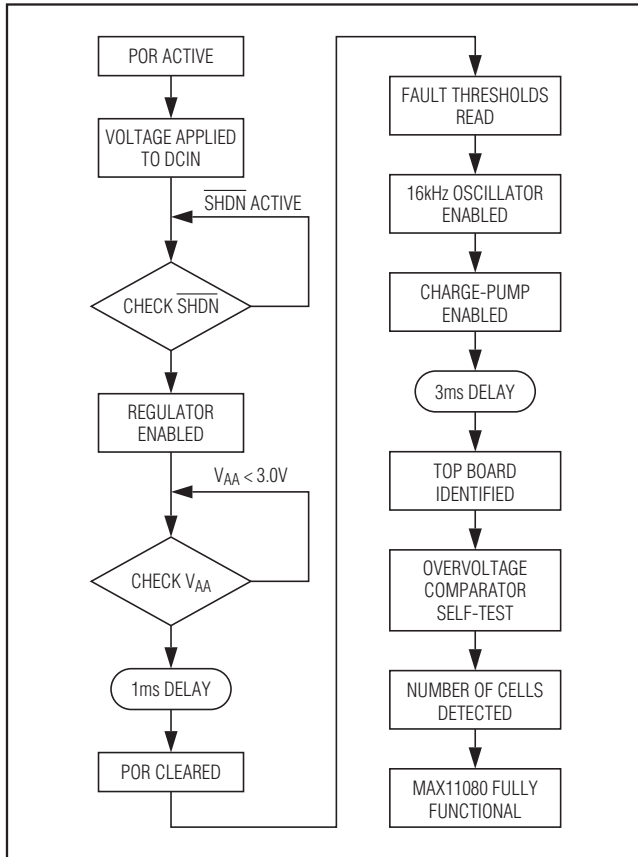 POR ACTIVE
VOLTAGE APPLIED
TO DCIN
S̅H̅D̅N̅ ACTIVE
CHECK S̅H̅D̅N̅
REGULATOR
ENABLED
VAA < 3.0V
CHECK VAA
1ms DELAY
POR CLEARED
FAULT THRESHOLDS
READ
16kHz OSCILLATOR
ENABLED
CHARGE-PUMP
ENABLED
3ms DELAY
TOP BOARD
IDENTIFIED
OVERVOLTAGE
COMPARATOR
SELF-TEST
NUMBER OF CELLS
DETECTED
MAX11080 FULLY
FUNCTIONAL